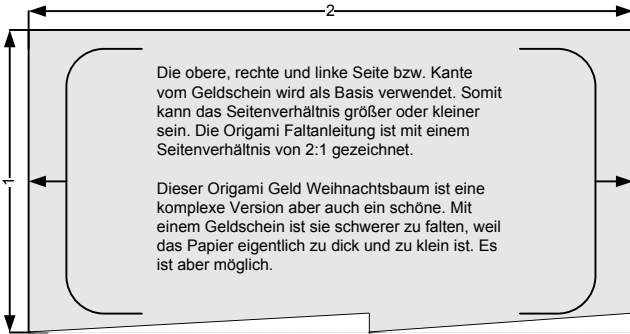 2
1
Die obere, rechte und linke Seite bzw. Kante
vom Geldschein wird als Basis verwendet. Somit
kann das Seitenverhältnis größer oder kleiner
sein. Die Origami Faltanleitung ist mit einem
Seitenverhältnis von 2:1 gezeichnet.
Dieser Origami Geld Weihnachtsbaum ist eine
komplexe Version aber auch ein schöne. Mit
einem Geldschein ist sie schwerer zu falten, weil
das Papier eigentlich zu dick und zu klein ist. Es
ist aber möglich.